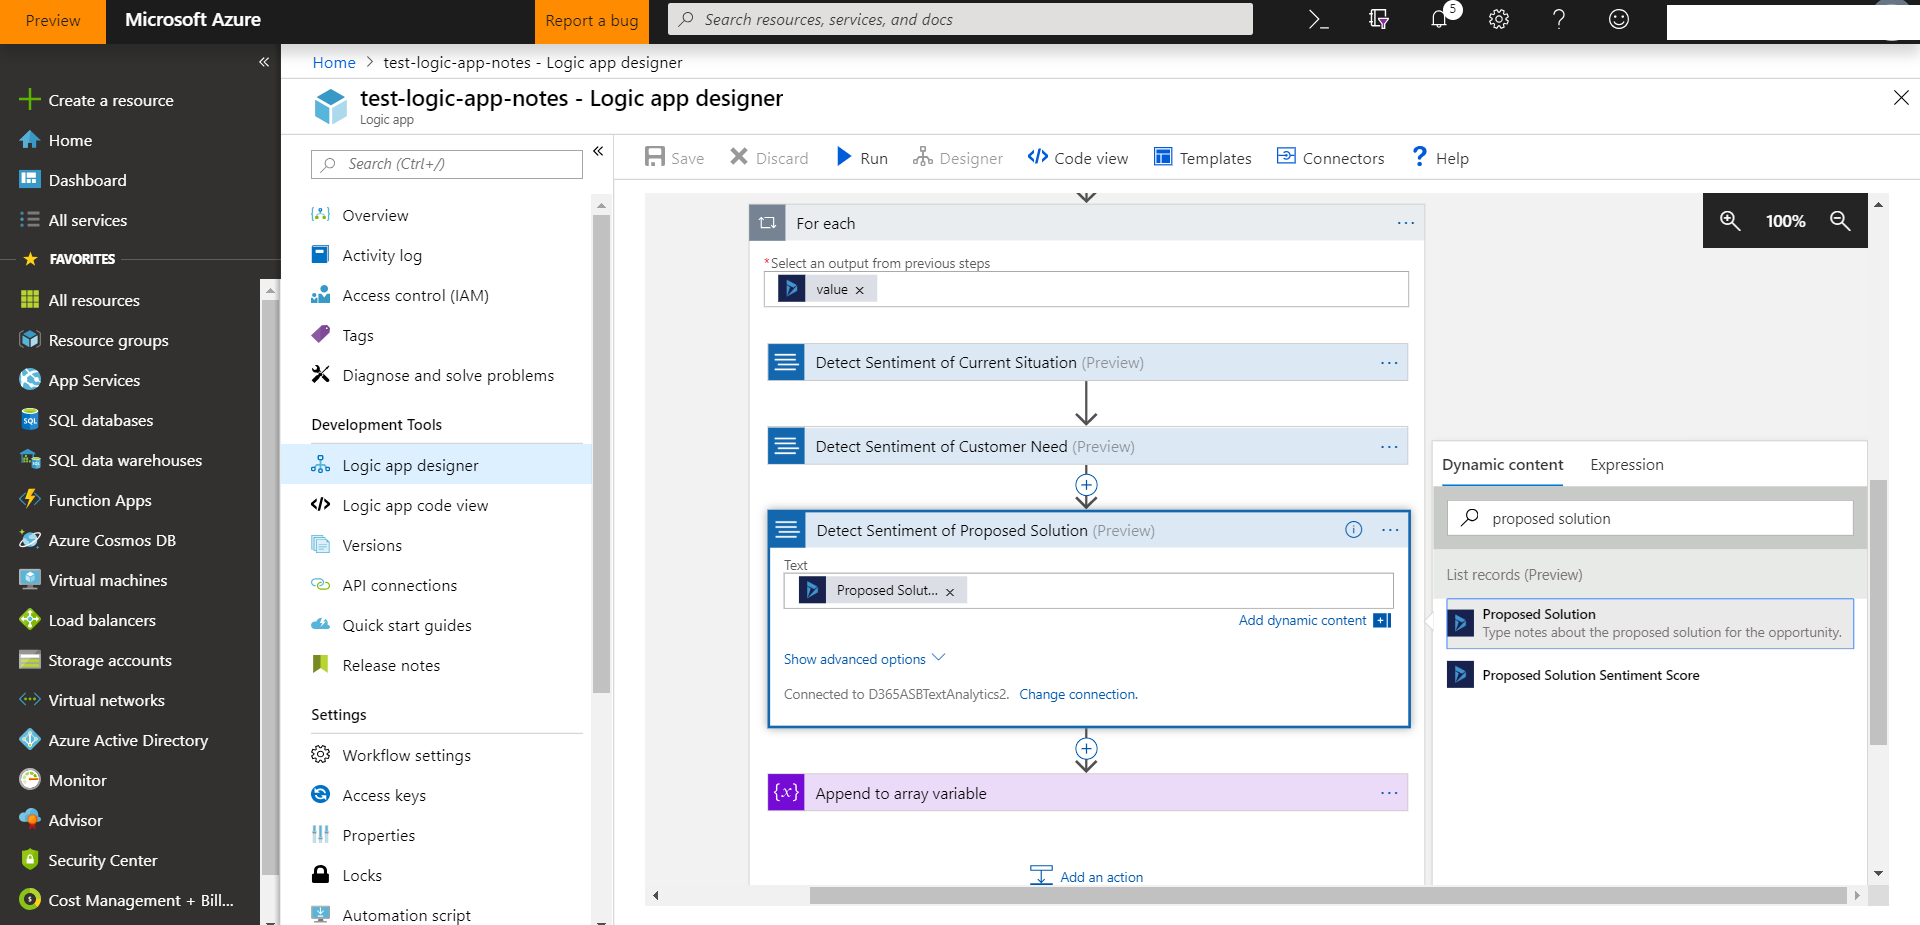 Preview
Microsoft Azure
Report a bug
Search resources, services, and docs
5
Create a resource
Home
Dashboard
All services
FAVORITES
All resources
Resource groups
App Services
SQL databases
SQL data warehouses
Function Apps
Azure Cosmos DB
Virtual machines
Load balancers
Storage accounts
Virtual networks
Azure Active Directory
Monitor
Advisor
Security Center
Cost Management + Bill...
Home > test-logic-app-notes - Logic app designer
test-logic-app-notes - Logic app designer
Logic app
Search (Ctrl+/)
Overview
Activity log
Access control (IAM)
Tags
Diagnose and solve problems
Development Tools
Logic app designer
Logic app code view
Versions
API connections
Quick start guides
Release notes
Settings
Workflow settings
Access keys
Properties
Locks
Automation script
Save
Discard
Run
Designer
Code view
Templates
Connectors
Help
100%
For each
*Select an output from previous steps
value
Detect Sentiment of Current Situation (Preview)
Detect Sentiment of Customer Need (Preview)
Detect Sentiment of Proposed Solution (Preview)
Text
Proposed Solut...
Add dynamic content
Show advanced options
Connected to D365ASBTextAnalytics2. Change connection.
{x} Append to array variable
Add an action
Dynamic content
Expression
proposed solution
List records (Preview)
Proposed Solution
Type notes about the proposed solution for the opportunity.
Proposed Solution Sentiment Score